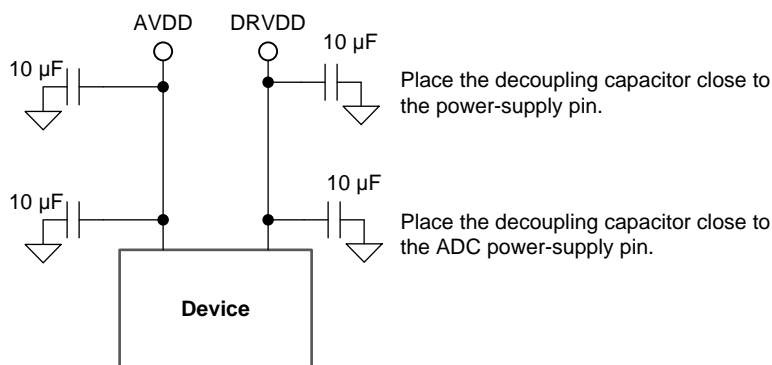 AVDD
DRVDD
10 µF
10 µF
Place the decoupling capacitor close to
the power-supply pin.
10 µF
10 µF
Place the decoupling capacitor close to
the ADC power-supply pin.
Device